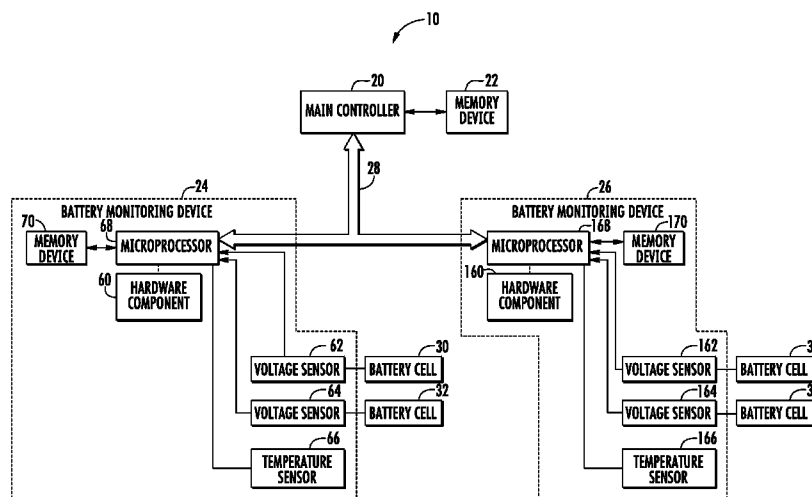 10
20
22
MAIN CONTROLLER
MEMORY
DEVICE
28
24
26
BATTERY MONITORING DEVICE
BATTERY MONITORING DEVICE
70
68
168
170
MEMORY
DEVICE
MICROPROCESSOR
MICROPROCESSOR
MEMORY
DEVICE
60
HARDWARE
COMPONENT
160
HARDWARE
COMPONENT
62
30
162
VOLTAGE SENSOR
BATTERY CELL
VOLTAGE SENSOR
BATTERY CELL
64
32
164
VOLTAGE SENSOR
BATTERY CELL
VOLTAGE SENSOR
BATTERY CELL
66
166
TEMPERATURE
SENSOR
TEMPERATURE
SENSOR